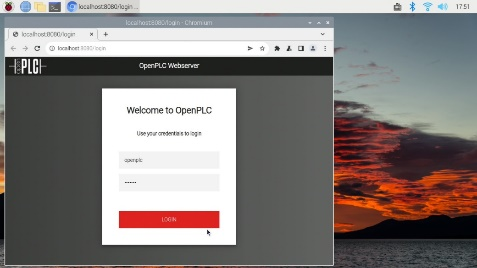 localhost:8080/login - ...
17:51
localhost:8080/login - Chromium
localhost:8080/login
localhost:8080/login
PLC
OpenPLC Webserver
Welcome to OpenPLC
Use your credentials to login
openplc
LOGIN